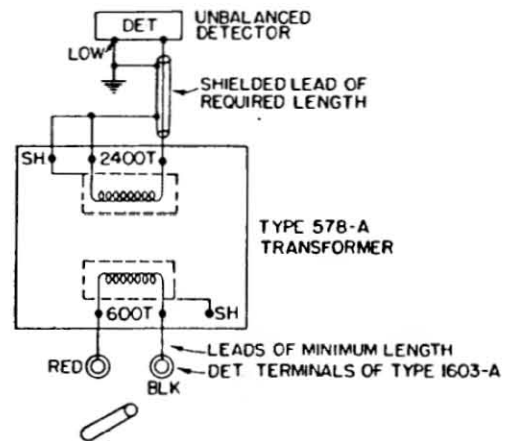 DET
UNBALANCED
DETECTOR
LOW
SHIELDED LEAD OF
REQUIRED LENGTH
SH
2400T
TYPE 578-A
TRANSFORMER
600T
SH
LEADS OF MINIMUM LENGTH
RED
DET TERMINALS OF TYPE 1603-A
BLK